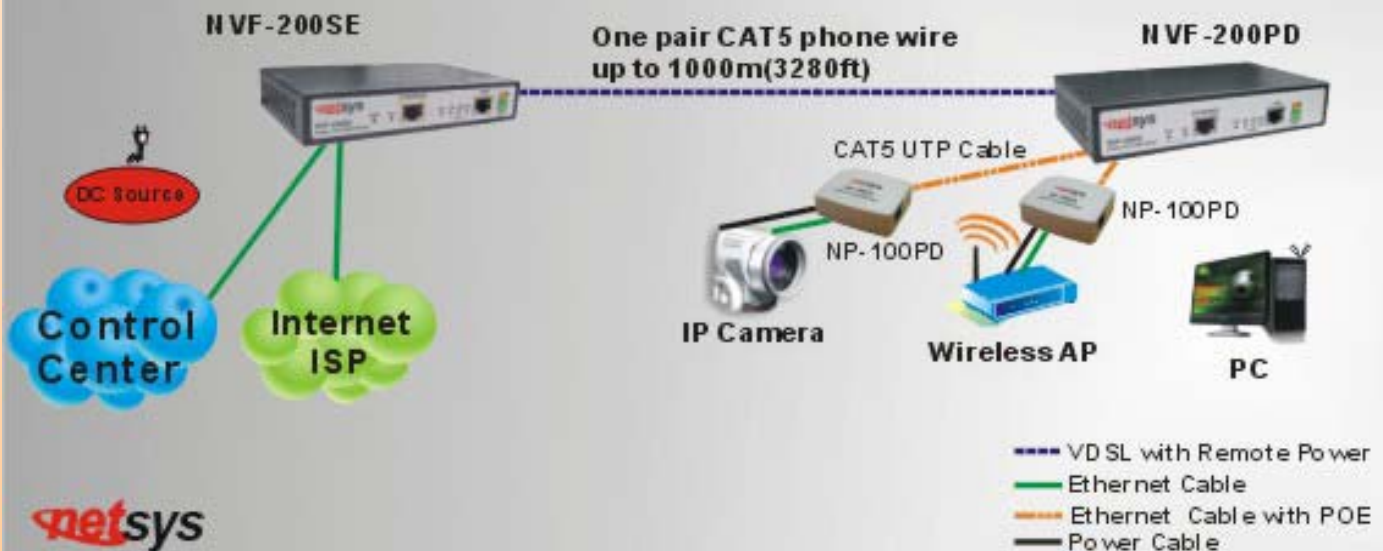 NVF-200SE
One pair CAT5 phone wire
up to 1000m(3280ft)
NVF-200PD
netsys
netsys
CAT5 UTP Cable
DC Source
NP-100PD
NP-100PD
Control
Center
Internet
ISP
IP Camera
Wireless AP
PC
VDSL with Remote Power
Ethernet Cable
Ethernet Cable with POE
Power Cable
netsys